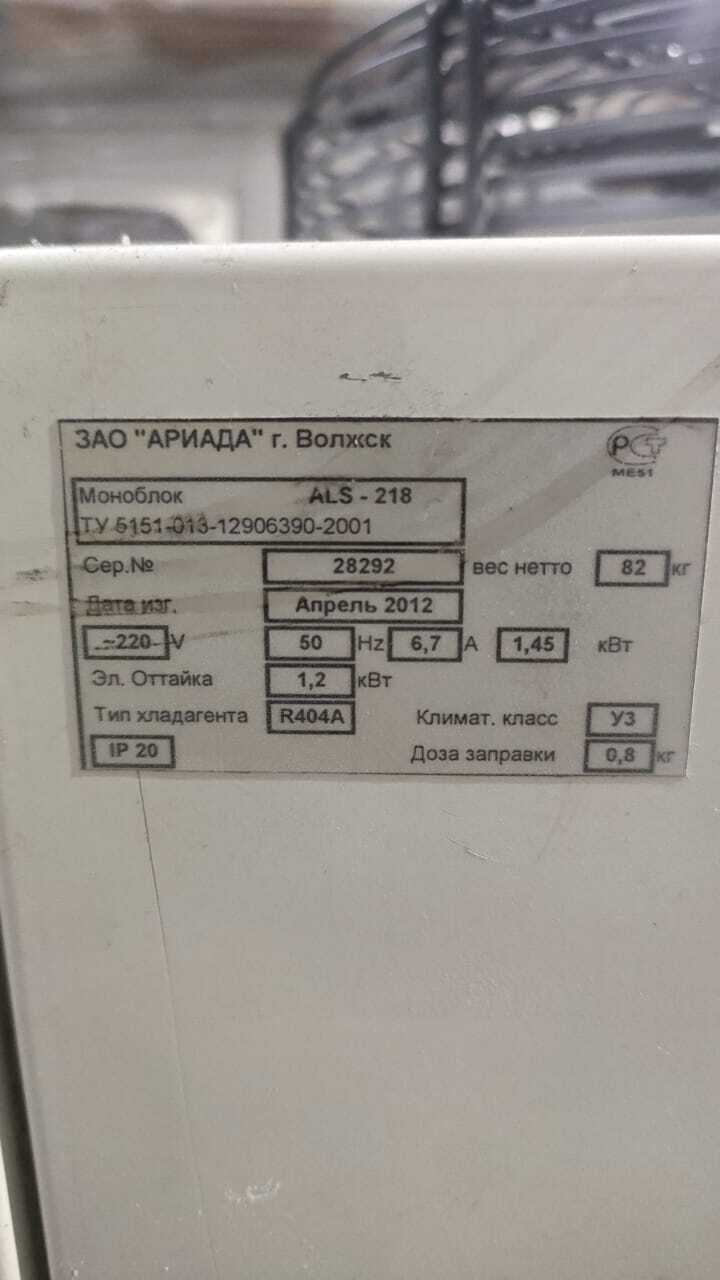 ЗАО "АРИАДА" г. Волжск
РСТ
МЕ51
Моноблок ALS - 218
ТУ 5151-013-12906390-2001
Сер.№ 28292 вес нетто 82 кг
Дата изг. Апрель 2012
~220 V 50 Hz 6,7 A 1,45 кВт
Эл. Оттайка 1,2 кВт
Тип хладагента R404A Климат. класс У3
IP 20 Доза заправки 0,8 кг